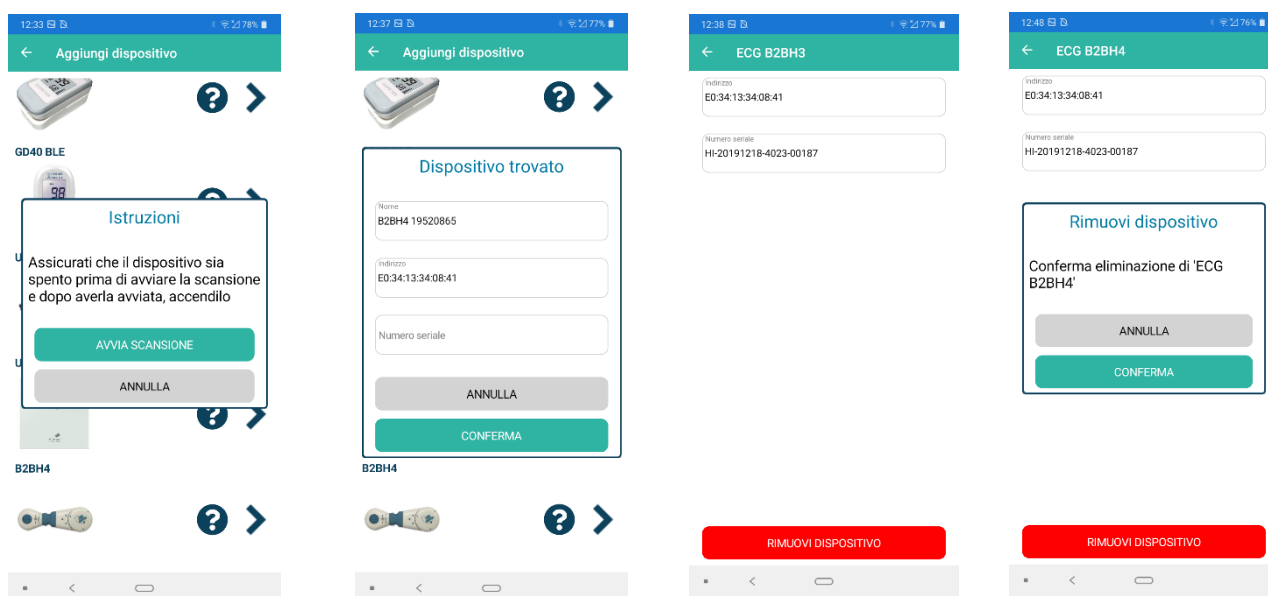 12:33
78%
Aggiungi dispositivo
GD40 BLE
98
Istruzioni
U
Assicurati che il dispositivo sia
spento prima di avviare la scansione
e dopo averla avviata, accendilo
AVVIA SCANSIONE
U
ANNULLA
B2BH4
12:37
77%
Aggiungi dispositivo
Dispositivo trovato
Nome
B2BH4 19520865
Indirizzo
E0:34:13:34:08:41
Numero seriale
ANNULLA
CONFERMA
B2BH4
12:38
77%
ECG B2BH3
Indirizzo
E0:34:13:34:08:41
Numero seriale
HI-20191218-4023-00187
RIMUOVI DISPOSITIVO
12:48
76%
ECG B2BH4
Indirizzo
E0:34:13:34:08:41
Numero seriale
HI-20191218-4023-00187
Rimuovi dispositivo
Conferma eliminazione di 'ECG
B2BH4'
ANNULLA
CONFERMA
RIMUOVI DISPOSITIVO